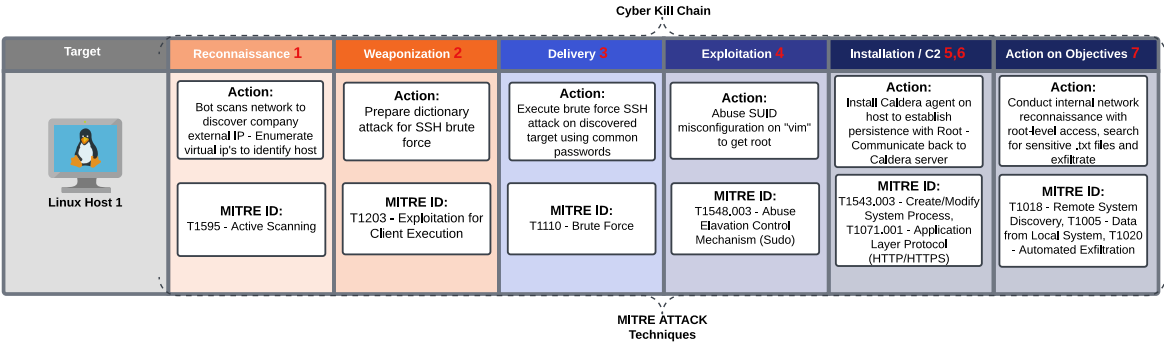 Cyber Kill Chain
Target
Reconnaissance 1
Weaponization 2
Delivery 3
Exploitation 4
Installation / C2 5,6
Action on Objectives 7
Linux Host 1
Action:
Bot scans network to
discover company
external IP - Enumerate
virtual ip's to identify host
MITRE ID:
T1595 - Active Scanning
Action:
Prepare dictionary
attack for SSH brute
force
MITRE ID:
T1203 - Exploitation for
Client Execution
Action:
Execute brute force SSH
attack on discovered
target using common
passwords
MITRE ID:
T1110 - Brute Force
Action:
Abuse SUID
misconfiguration on "vim"
to get root
MITRE ID:
T1548.003 - Abuse
Elavation Control
Mechanism (Sudo)
Action:
Install Caldera agent on
host to establish
persistence with Root -
Communicate back to
Caldera server
MITRE ID:
T1543.003 - Create/Modify
System Process,
T1071.001 - Application
Layer Protocol
(HTTP/HTTPS)
Action:
Conduct internal network
reconnaissance with
root-level access, search
for sensitive .txt files and
exfiltrate
MITRE ID:
T1018 - Remote System
Discovery, T1005 - Data
from Local System, T1020
- Automated Exfiltration
MITRE ATTACK
Techniques